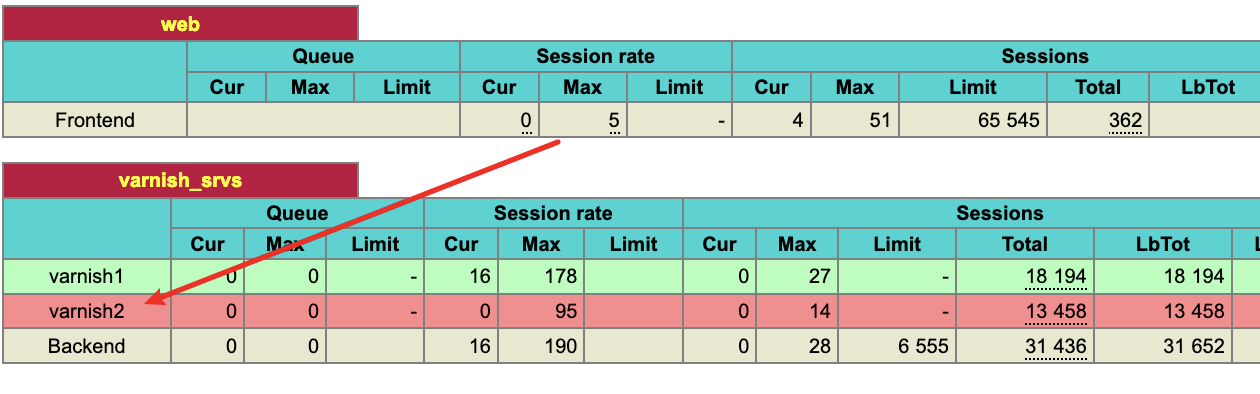 web
Queue Session rate Sessions
Cur Max Limit Cur Max Limit Cur Max Limit Total LbTot
Frontend 0 5 - 4 51 65 545 362
varnish_srvs
Queue Session rate Sessions
Cur Max Limit Cur Max Limit Cur Max Limit Total LbTot
varnish1 0 0 - 16 178 0 27 - 18 194 18 194
varnish2 0 0 - 0 95 0 14 - 13 458 13 458
Backend 0 0 16 190 0 28 6 555 31 436 31 652